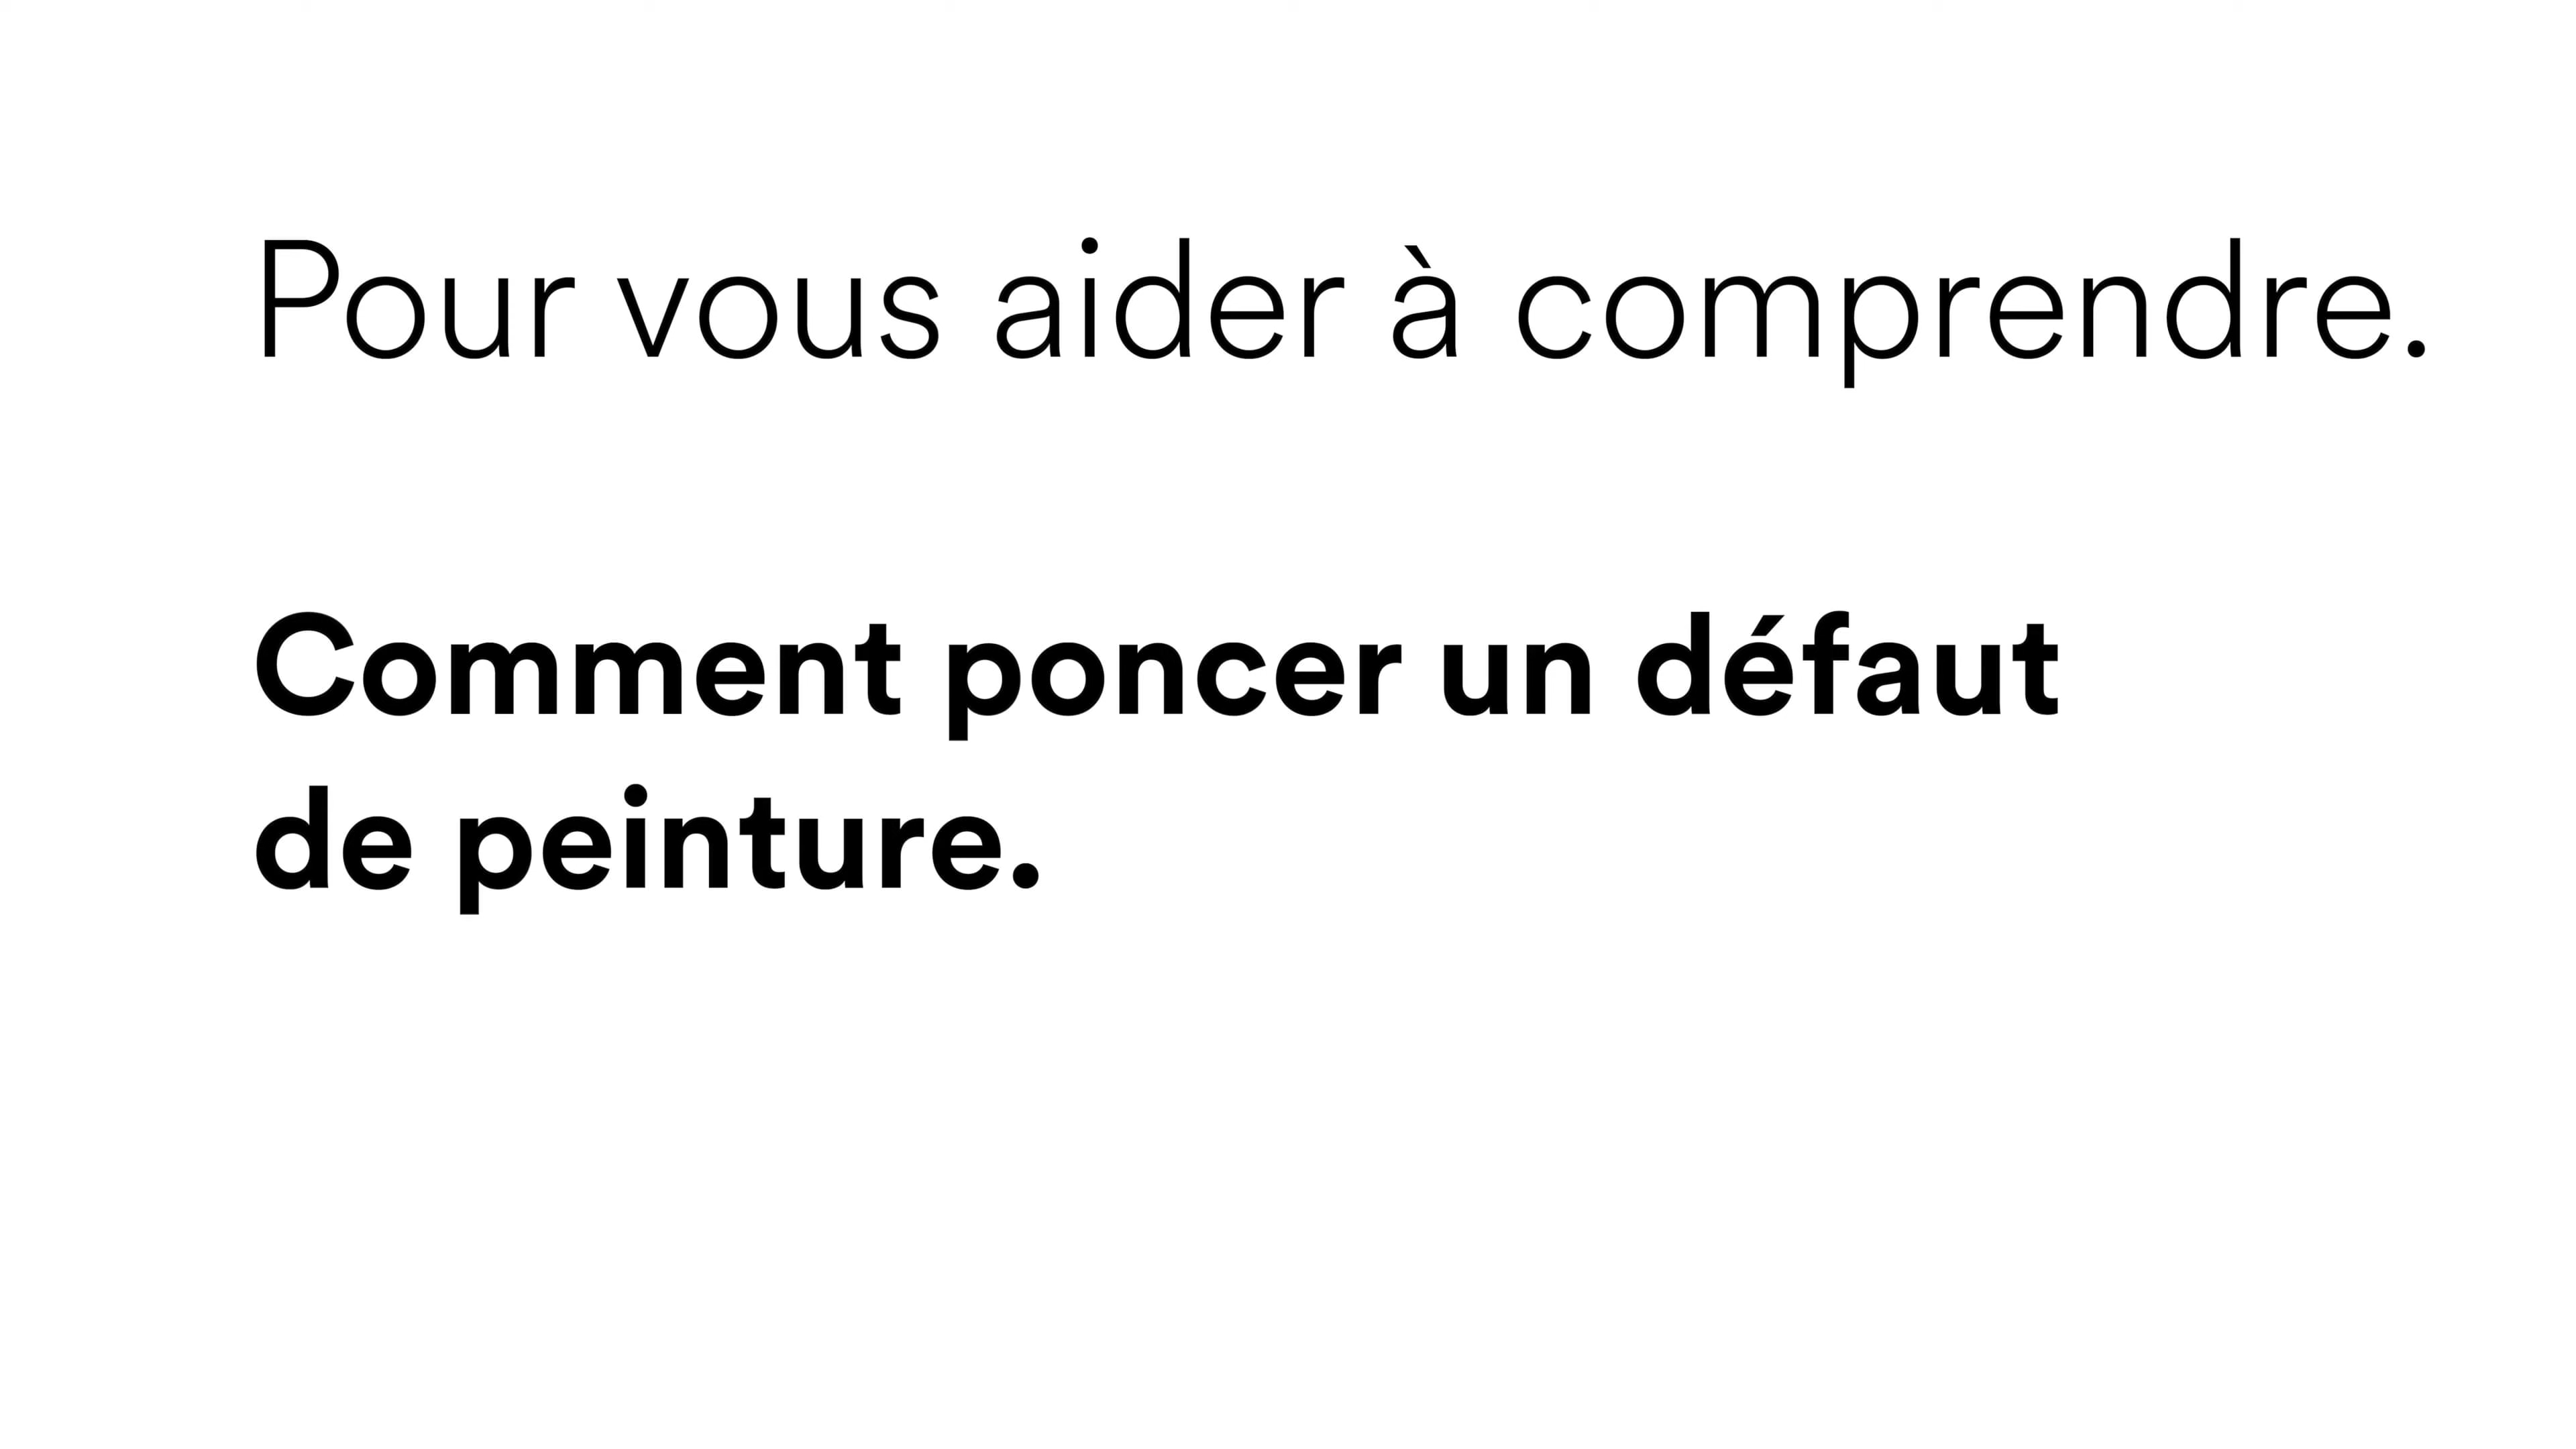 Pour vous aider à comprendre.
Comment poncer un défaut
de peinture.